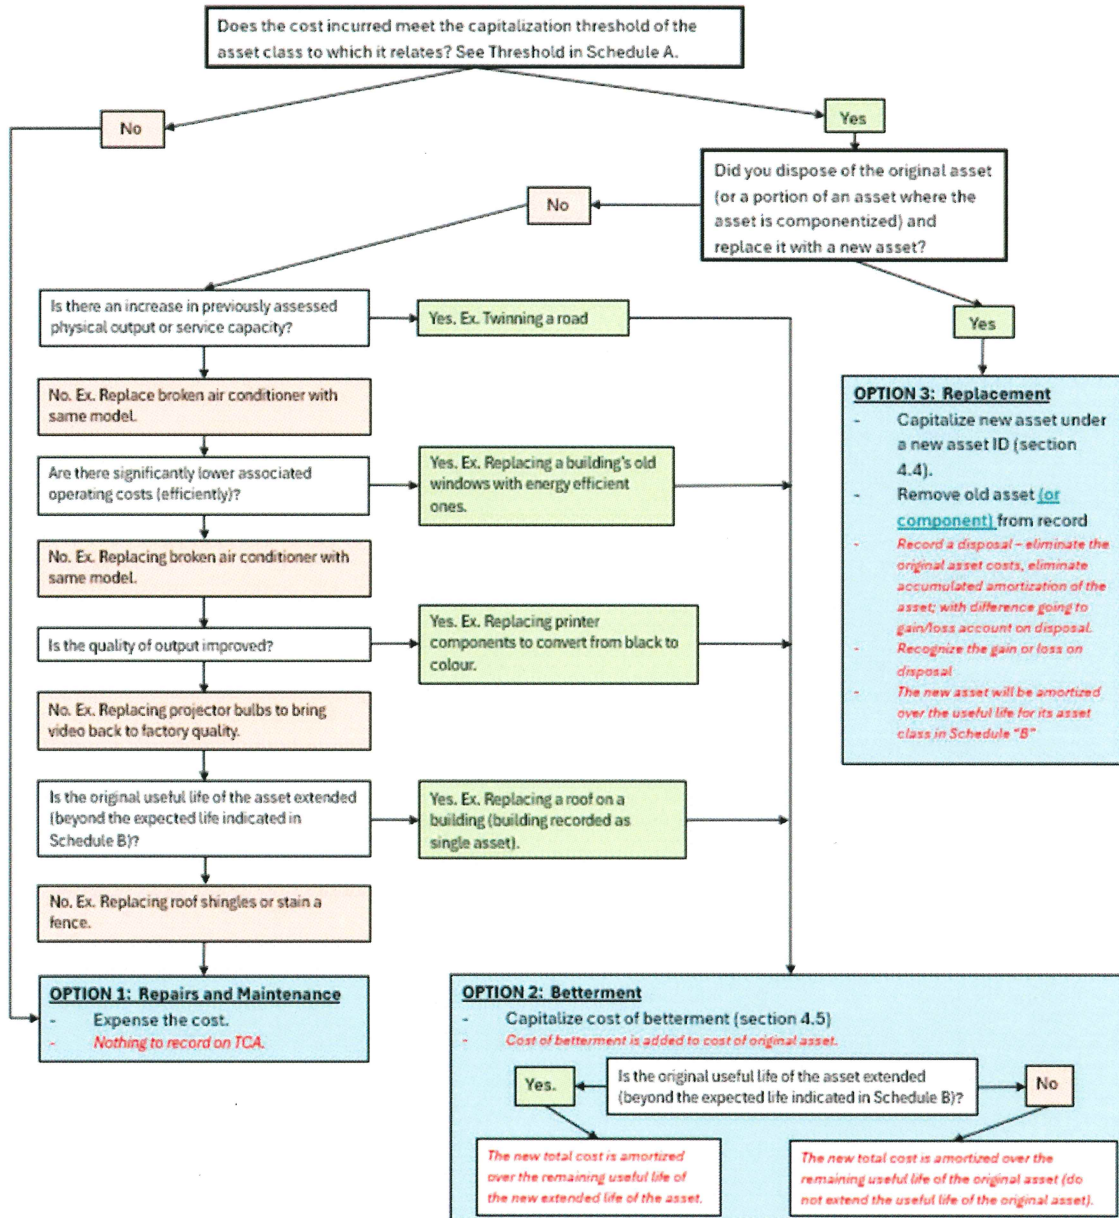 Does the cost incurred meet the capitalization threshold of the
asset class to which it relates? See Threshold in Schedule A.
No
Yes
Did you dispose of the original asset
(or a portion of an asset where the
asset is componentized) and
replace it with a new asset?
No
Yes
Is there an increase in previously assessed
physical output or service capacity?
Yes. Ex. Twinning a road
No. Ex. Replace broken air conditioner with
same model.
Are there significantly lower associated
operating costs (efficiently)?
Yes. Ex. Replacing a building's old
windows with energy efficient
ones.
No. Ex. Replacing broken air conditioner with
same model.
Is the quality of output improved?
Yes. Ex. Replacing printer
components to convert from black to
colour.
No. Ex. Replacing projector bulbs to bring
video back to factory quality.
Is the original useful life of the asset extended
(beyond the expected life indicated in
Schedule B)?
Yes. Ex. Replacing a roof on a
building (building recorded as
single asset).
No. Ex. Replacing roof shingles or stain a
fence.
OPTION 3: Replacement
- Capitalize new asset under
a new asset ID (section
4.4).
- Remove old asset (or
component) from record
- Record a disposal – eliminate the
original asset costs, eliminate
accumulated amortization of the
asset; with difference going to
gain/loss account on disposal.
- Recognize the gain or loss on
disposal
- The new asset will be amortized
over the useful life for its asset
class in Schedule "B"
OPTION 1: Repairs and Maintenance
- Expense the cost.
- Nothing to record on TCA.
OPTION 2: Betterment
- Capitalize cost of betterment (section 4.5)
- Cost of betterment is added to cost of original asset.
Yes.
Is the original useful life of the asset extended
(beyond the expected life indicated in Schedule B)?
No
The new total cost is amortized
over the remaining useful life of
the new extended life of the asset.
The new total cost is amortized over the
remaining useful life of the original asset (do
not extend the useful life of the original asset).